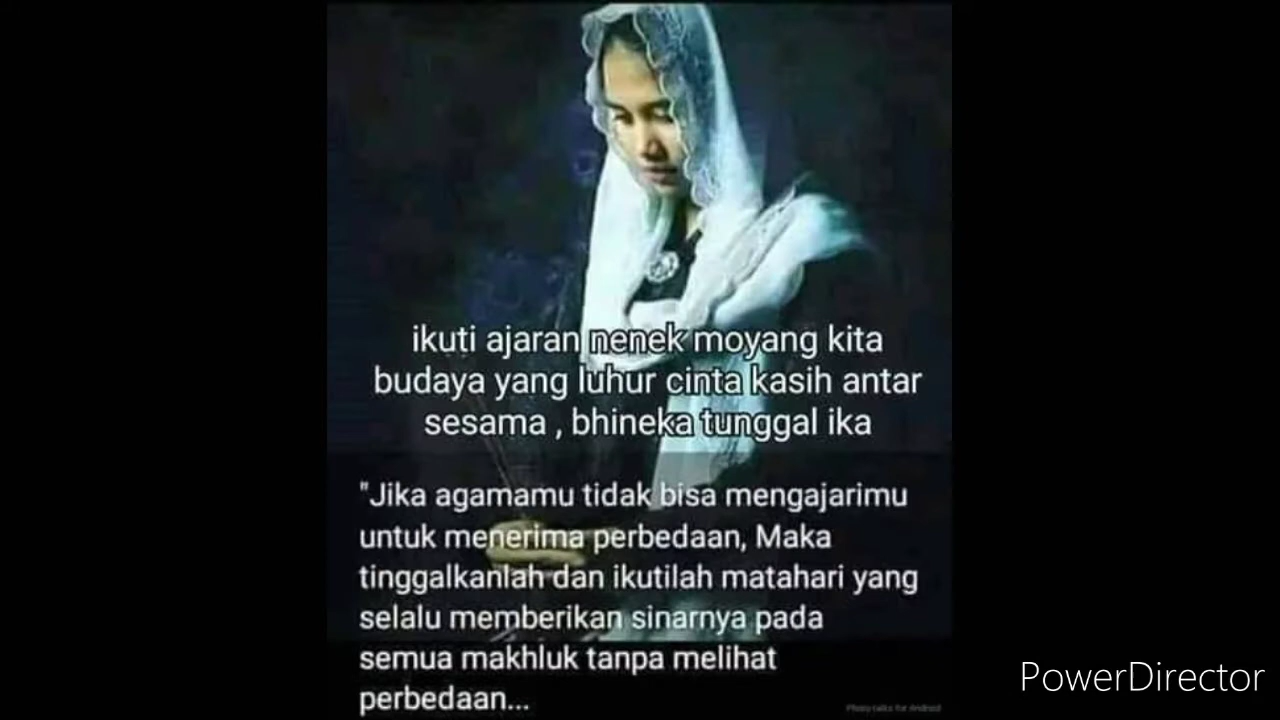 ikuti ajaran nenek moyang kita
budaya yang luhur cinta kasih antar
sesama , bhineka tunggal ika
"Jika agamamu tidak bisa mengajarimu
untuk menerima perbedaan, Maka
tinggalkanlah dan ikutilah matahari yang
selalu memberikan sinarnya pada
semua makhluk tanpa melihat
perbedaan...
PowerDirector
for Android